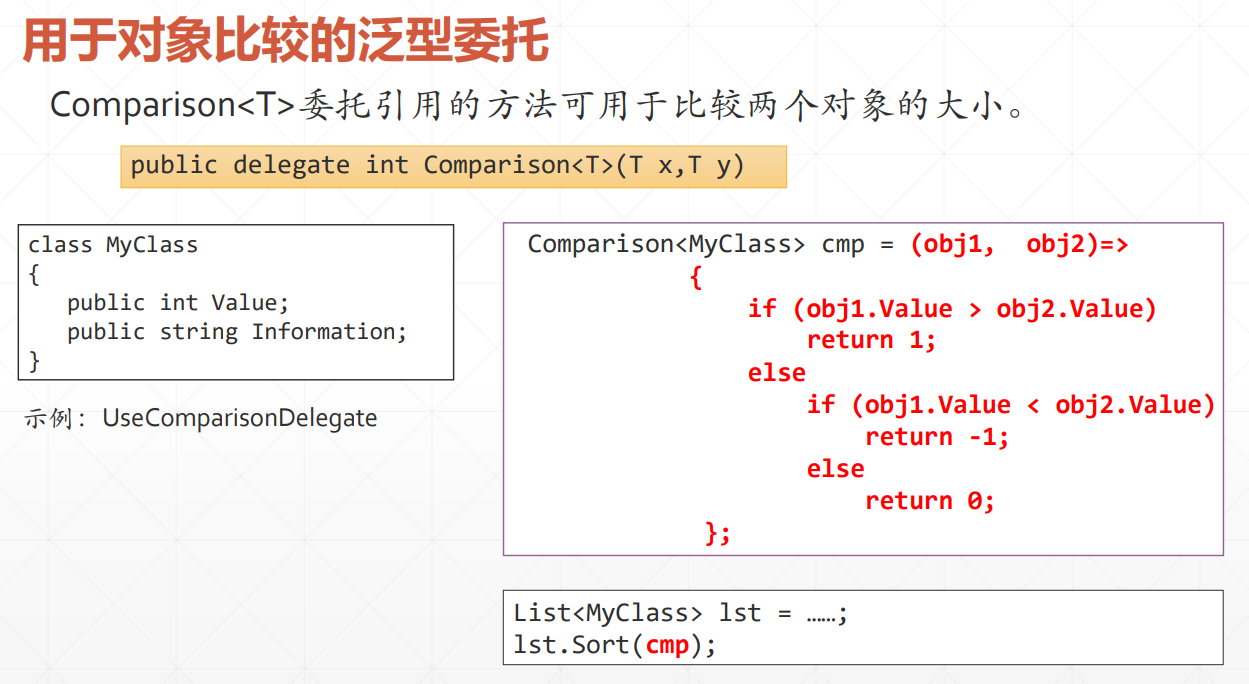 用于对象比较的泛型委托
Comparison<T>委托引用的方法可用于比较两个对象的大小。
public delegate int Comparison<T>(T x,T y)
class MyClass
{
public int Value;
public string Information;
}
示例：UseComparisonDelegate
Comparison<MyClass> cmp = (obj1, obj2)=>
{
if (obj1.Value > obj2.Value)
return 1;
else
if (obj1.Value < obj2.Value)
return -1;
else
return 0;
};
List<MyClass> lst = ……;
lst.Sort(cmp);